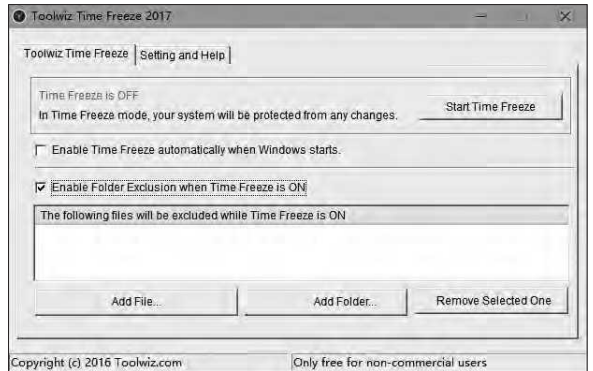 Toolwiz Time Freeze 2017
Toolwiz Time Freeze Setting and Help
Time Freeze is OFF
In Time Freeze mode, your system will be protected from any changes.
Start Time Freeze
Enable Time Freeze automatically when Windows starts.
Enable Folder Exclusion when Time Freeze is ON
The following files will be excluded while Time Freeze is ON
Add File... Add Folder... Remove Selected One
Copyright (c) 2016 Toolwiz.com Only free for non-commercial users